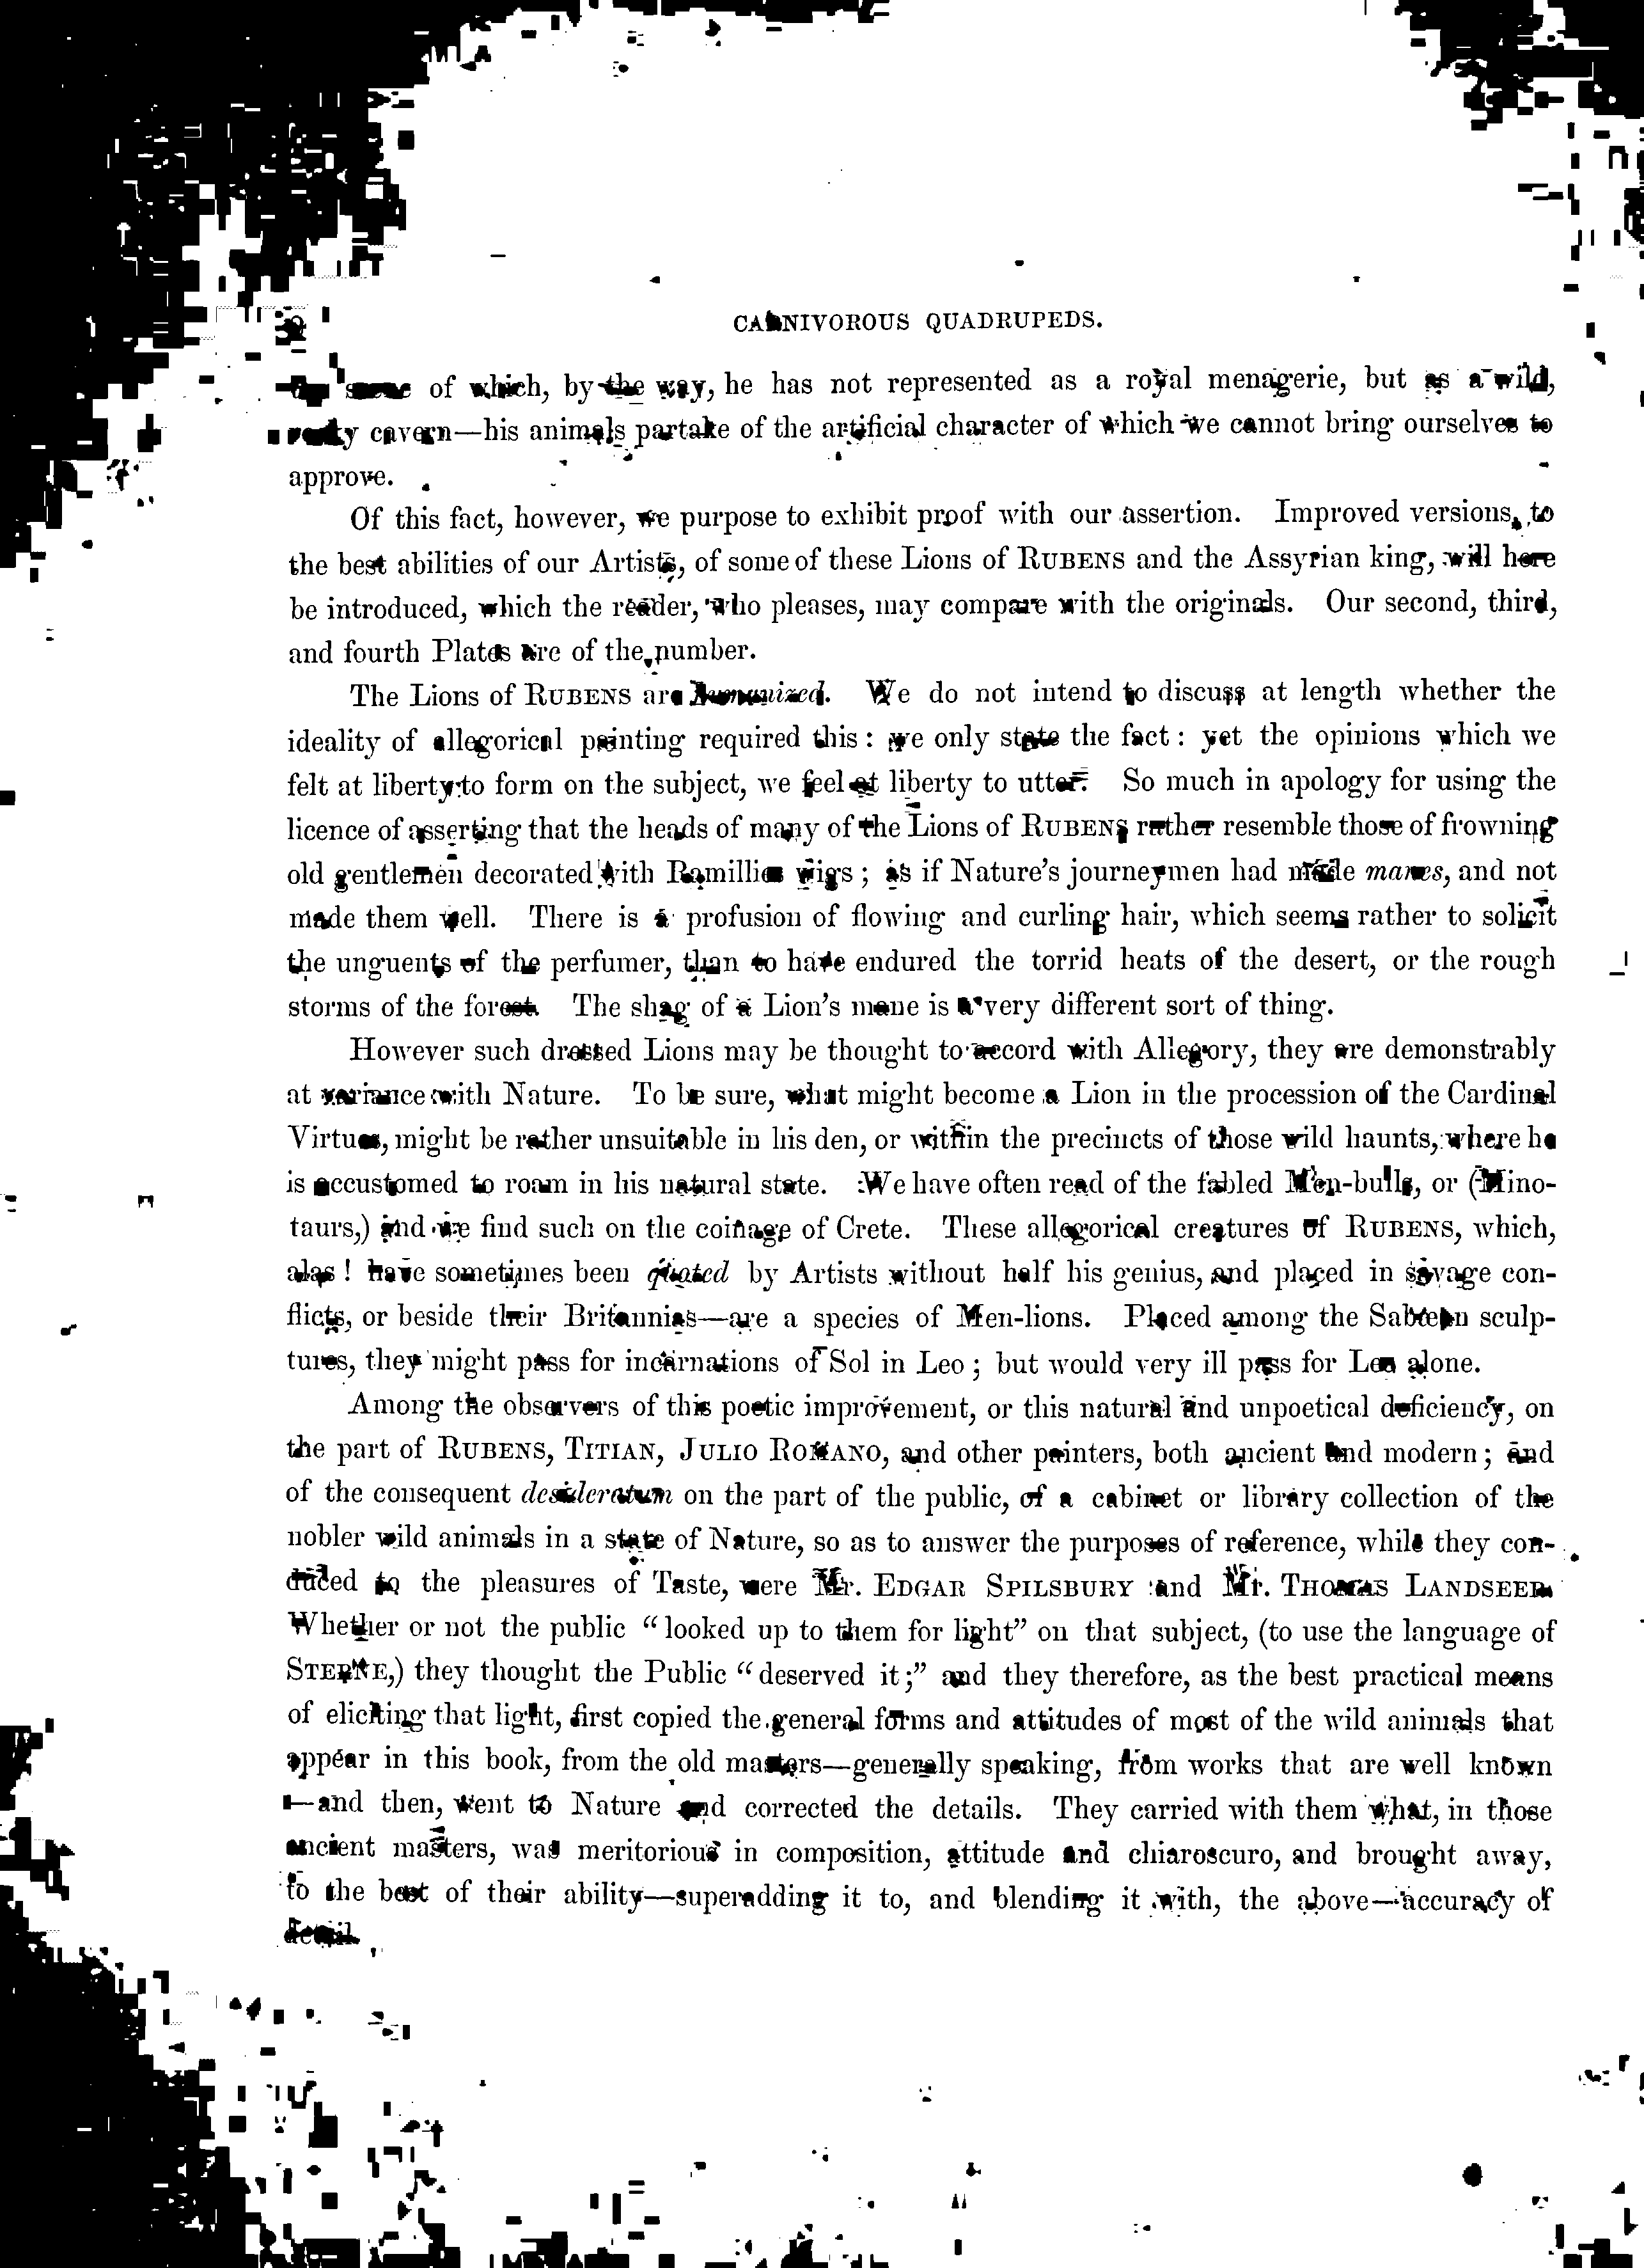 CARNIVOROUS QUADRUPEDS.
of which, by the way, he has not represented as a royal menagerie, but as a wild,
rocky cavern—his animals partake of the artificial character of which we cannot bring ourselves to
approve.
Of this fact, however, we purpose to exhibit proof with our assertion. Improved versions, to
the best abilities of our Artists, of some of these Lions of RUBENS and the Assyrian king, will here
be introduced, which the reader, who pleases, may compare with the originals. Our second, third,
and fourth Plates are of the number.
The Lions of RUBENS are humanized. We do not intend to discuss at length whether the
ideality of allegorical painting required this: we only state the fact: yet the opinions which we
felt at liberty to form on the subject, we feel at liberty to utter. So much in apology for using the
licence of asserting that the heads of many of the Lions of RUBENS rather resemble those of frowning
old gentlemen decorated with Ramillies wigs; as if Nature's journeymen had made manes, and not
made them well. There is a profusion of flowing and curling hair, which seems rather to solicit
the unguents of the perfumer, than to have endured the torrid heats of the desert, or the rough
storms of the forest. The shag of a Lion's mane is a very different sort of thing.
However such dressed Lions may be thought to accord with Allegory, they are demonstrably
at variance with Nature. To be sure, what might become a Lion in the procession of the Cardinal
Virtues, might be rather unsuitable in his den, or within the precincts of those wild haunts, where he
is accustomed to roam in his natural state. We have often read of the fabled Men-bulls, or (Mino-
taurs,) and we find such on the coinage of Crete. These allegorical creatures of RUBENS, which,
alas! have sometimes been quoted by Artists without half his genius, and placed in savage con-
flicts, or beside their Britannias—are a species of Men-lions. Placed among the Sabæan sculp-
tures, they might pass for incarnations of Sol in Leo; but would very ill pass for Leo alone.
Among the observers of this poetic improvement, or this natural and unpoetical deficiency, on
the part of RUBENS, TITIAN, JULIO ROMANO, and other painters, both ancient and modern; and
of the consequent desideratum on the part of the public, of a cabinet or library collection of the
nobler wild animals in a state of Nature, so as to answer the purposes of reference, while they con-
duced to the pleasures of Taste, were Mr. EDGAR SPILSBURY and Mr. THOMAS LANDSEER.
Whether or not the public "looked up to them for light" on that subject, (to use the language of
STERNE,) they thought the Public "deserved it;" and they therefore, as the best practical means
of eliciting that light, first copied the general forms and attitudes of most of the wild animals that
appear in this book, from the old masters—generally speaking, from works that are well known
—and then, went to Nature and corrected the details. They carried with them what, in those
ancient masters, was meritorious in composition, attitude and chiaroscuro, and brought away,
to the best of their ability—superadding it to, and blending it with, the above—accuracy of
detail.